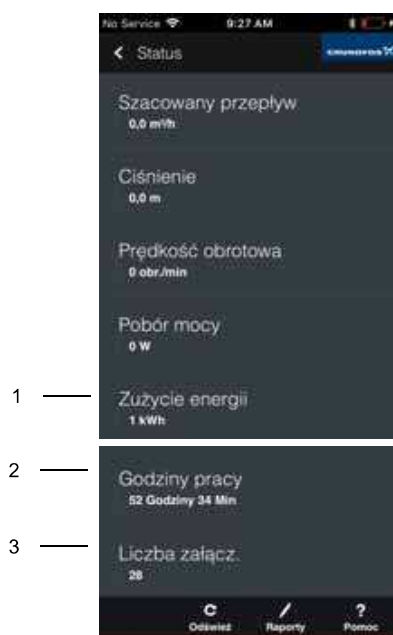 No Service 9:27 AM
Status
GRUNDFOS
Szacowany przepływ
0,0 m³/h
Ciśnienie
0,0 m
Prędkość obrotowa
0 obr./min
Pobór mocy
0 W
1
Zużycie energii
1 kWh
2
Godziny pracy
52 Godziny 34 Min
3
Liczba załącz.
28
Odśwież Raporty Pomoc